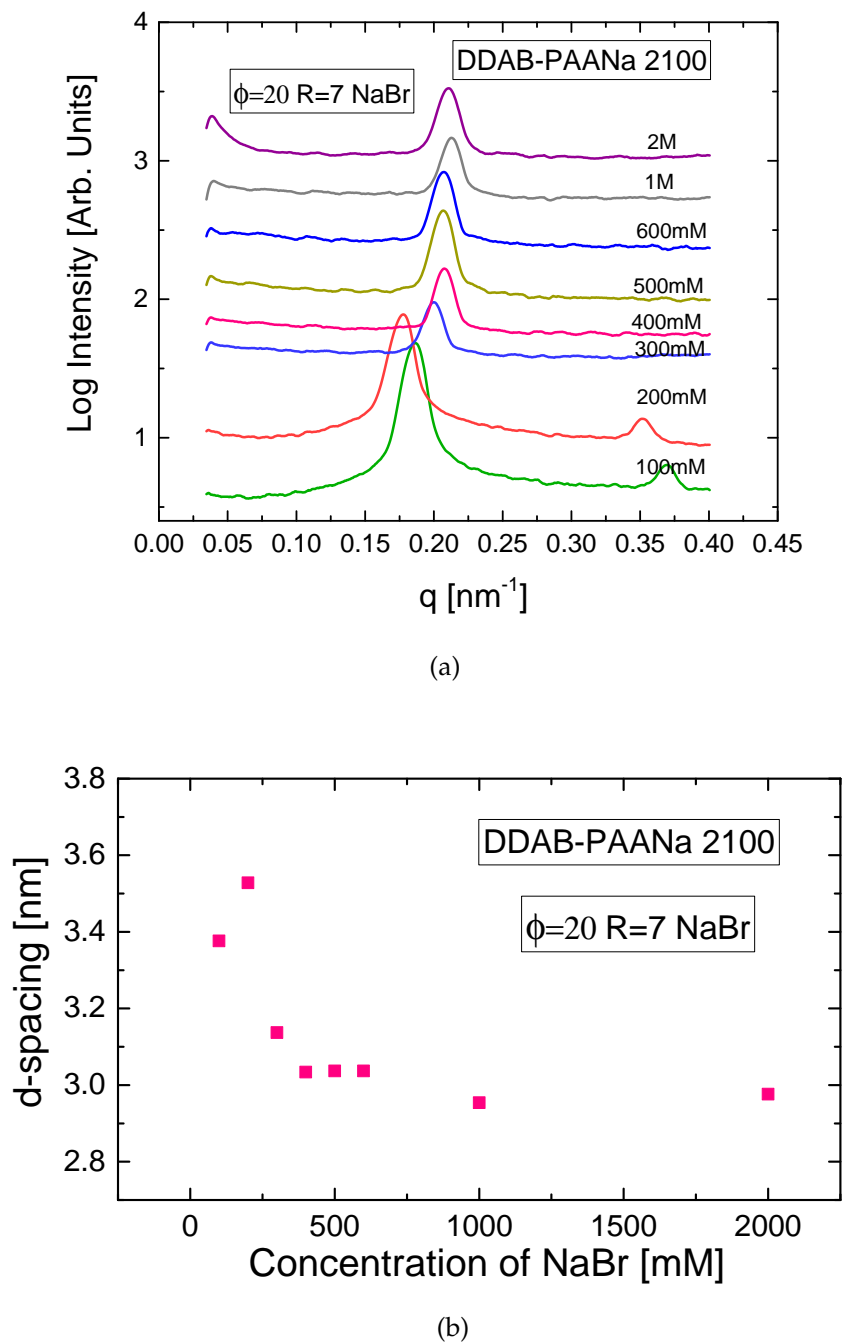 4
DDAB-PAANa 2100
ϕ=20 R=7 NaBr
3
2
1
Log Intensity [Arb. Units]
2M
1M
600mM
500mM
400mM
300mM
200mM
100mM
0.00 0.05 0.10 0.15 0.20 0.25 0.30 0.35 0.40 0.45
q [nm⁻¹]
(a)
3.8
3.6
3.4
3.2
3.0
2.8
d-spacing [nm]
DDAB-PAANa 2100
ϕ=20 R=7 NaBr
0 500 1000 1500 2000
Concentration of NaBr [mM]
(b)